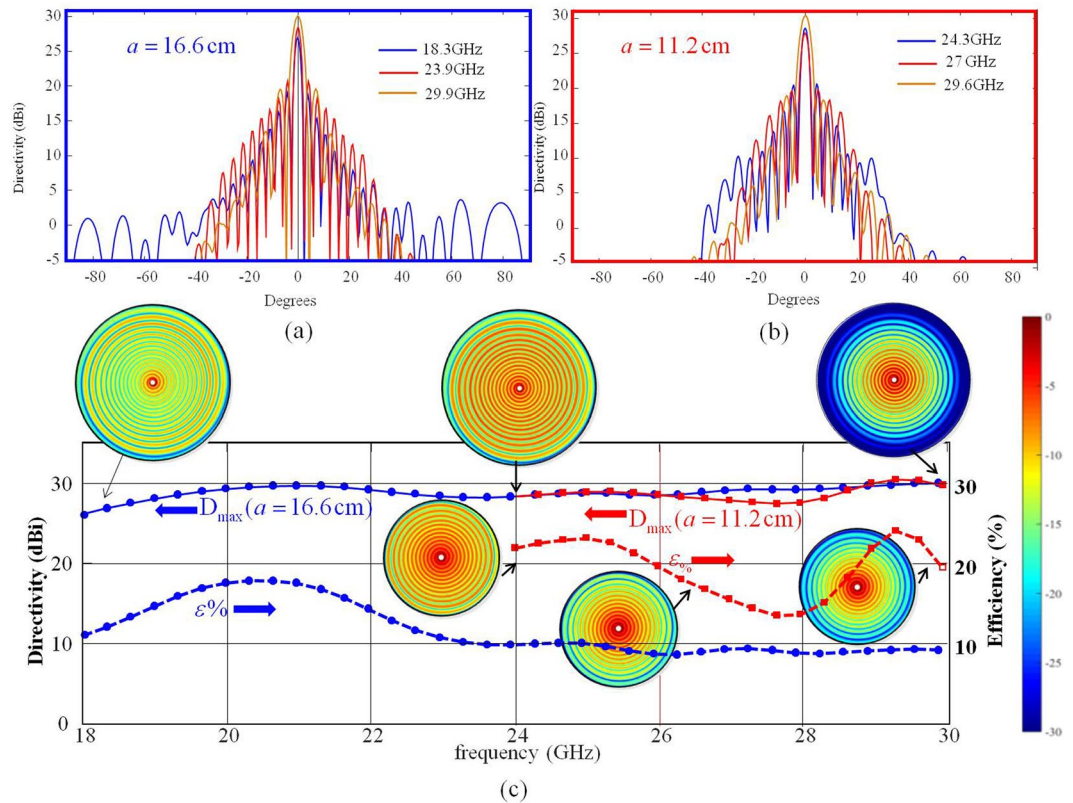 30
25
20
15
10
5
0
-5
Directivity (dBi)
a = 16.6 cm
18.3GHz
23.9GHz
29.9GHz
-80 -60 -40 -20 0 20 40 60 80
Degrees
(a)
30
25
20
15
10
5
0
-5
Directivity (dBi)
a = 11.2 cm
24.3GHz
27 GHz
29.6GHz
-80 -60 -40 -20 0 20 40 60 80
Degrees
(b)
30
20
10
0
Directivity (dBi)
Dmax (a = 16.6cm)
Dmax (a = 11.2cm)
ε%
ε%
30
20
10
Efficiency (%)
18 20 22 24 26 28 30
frequency (GHz)
(c)
0
-5
-10
-15
-20
-25
-30